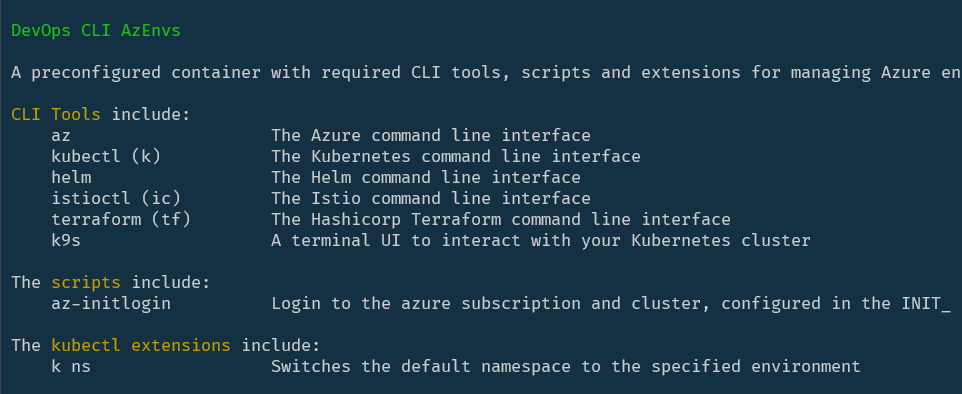 DevOps CLI AzEnvs
A preconfigured container with required CLI tools, scripts and extensions for managing Azure en
CLI Tools include:
az The Azure command line interface
kubectl (k) The Kubernetes command line interface
helm The Helm command line interface
istioctl (ic) The Istio command line interface
terraform (tf) The Hashicorp Terraform command line interface
k9s A terminal UI to interact with your Kubernetes cluster
The scripts include:
az-initlogin Login to the azure subscription and cluster, configured in the INIT_
The kubectl extensions include:
k ns Switches the default namespace to the specified environment